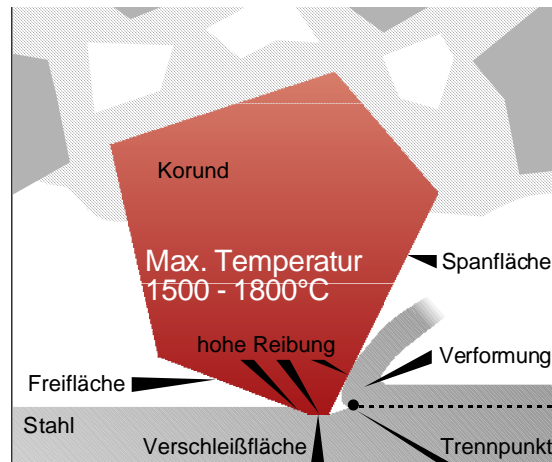 Korund
Max. Temperatur
1500 - 1800°C
Spanfläche
hohe Reibung
Verformung
Freifläche
Stahl
Verschleißfläche
Trennpunkt